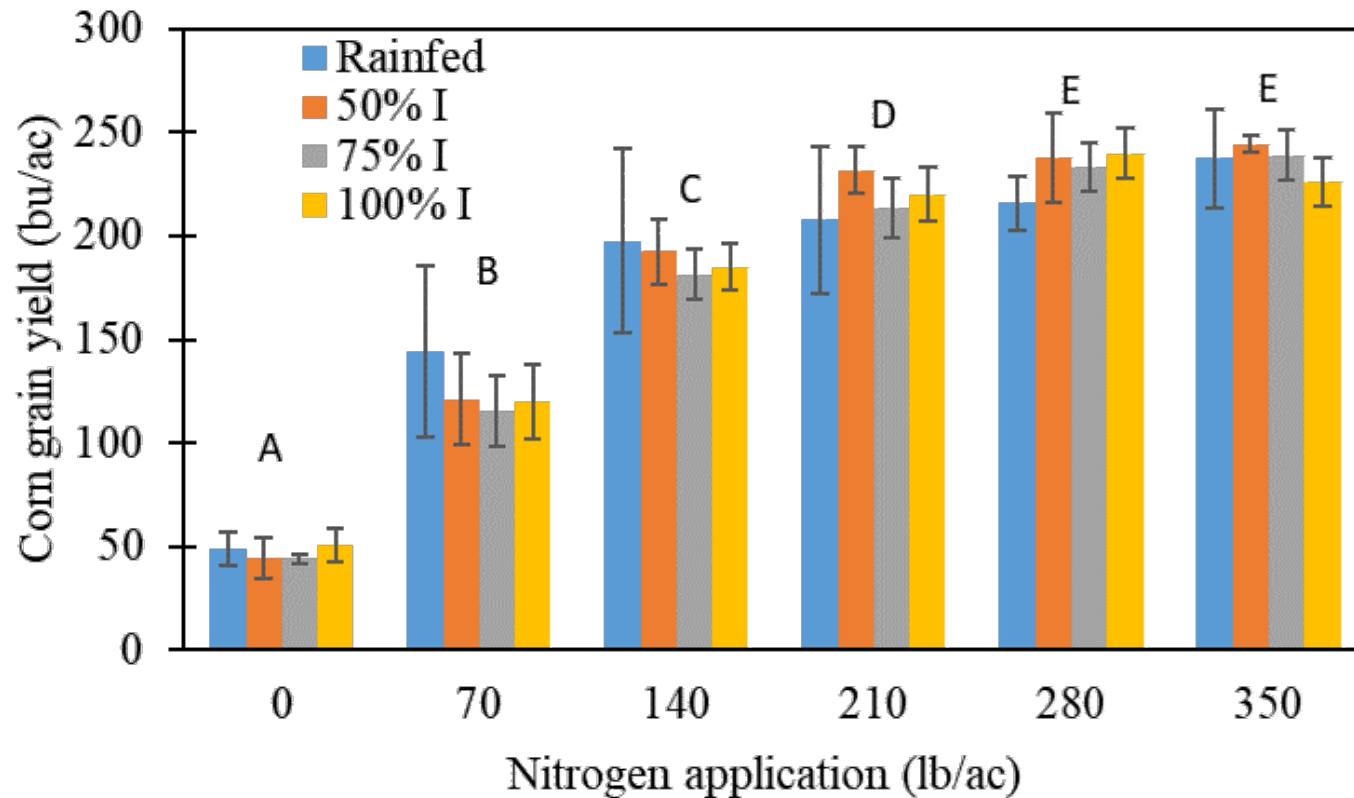 300
Rainfed
50% I
75% I
100% I
250
200
150
100
50
0
A
B
C
D
E
E
0 70 140 210 280 350
Corn grain yield (bu/ac)
Nitrogen application (lb/ac)